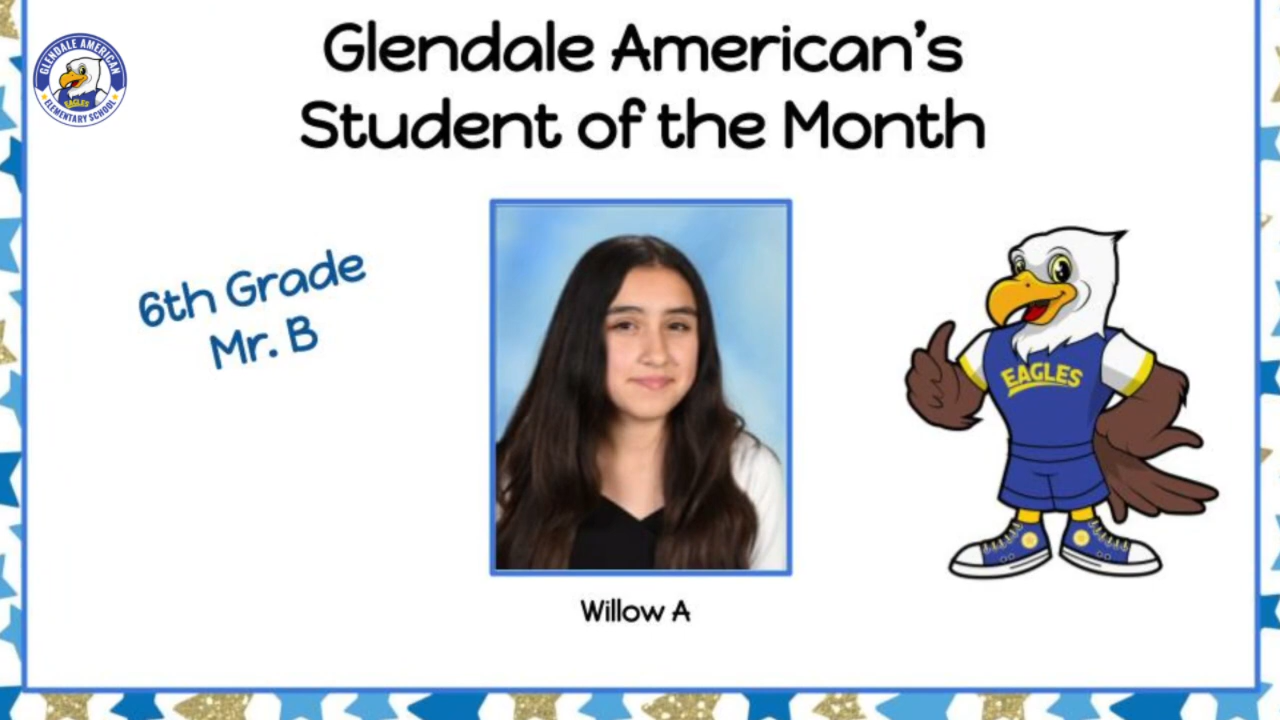 GLENDALE AMERICAN
EAGLES
ELEMENTARY SCHOOL
Glendale American's
Student of the Month
6th Grade
Mr. B
EAGLES
Willow A